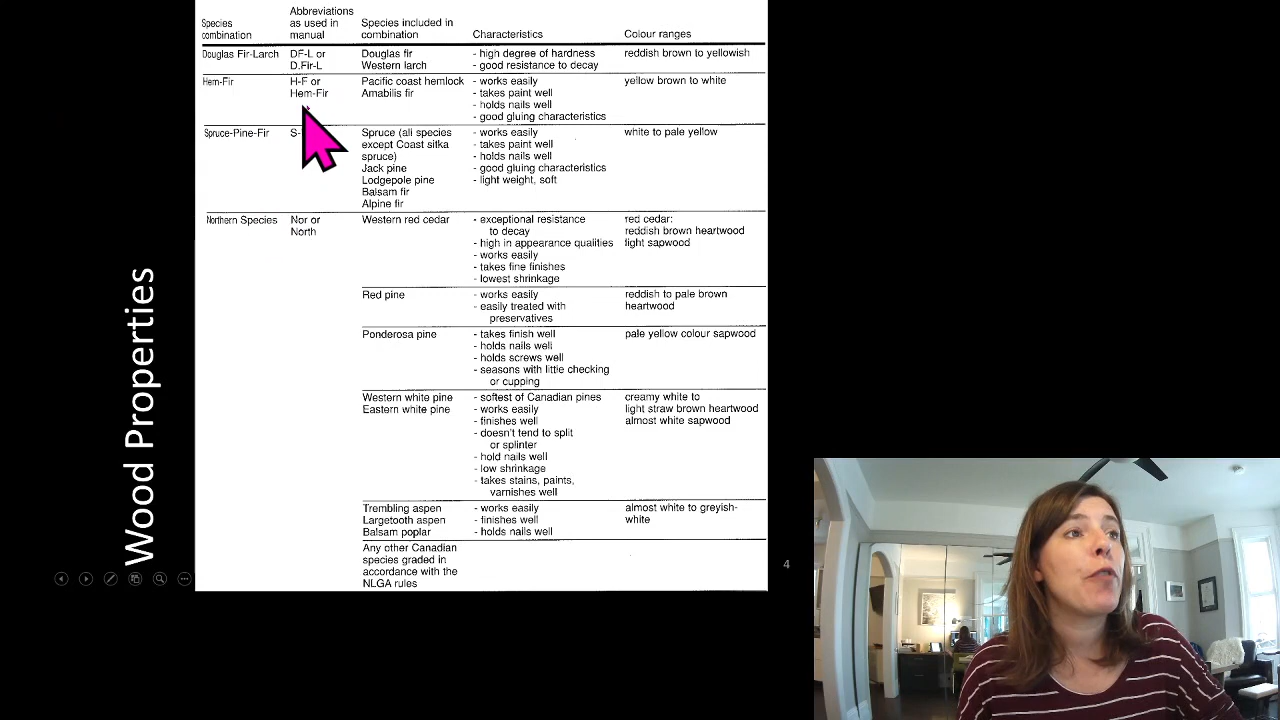 Species
combination
Abbreviations
as used in
manual
Species included in
combination
Characteristics
Colour ranges
Douglas Fir-Larch
DF-L or
D.Fir-L
Douglas fir
Western larch
- high degree of hardness
- good resistance to decay
reddish brown to yellowish
Hem-Fir
H-F or
Hem-Fir
Pacific coast hemlock
Amabilis fir
- works easily
- takes paint well
- holds nails well
- good gluing characteristics
yellow brown to white
Spruce-Pine-Fir
Spruce (all species
except Coast sitka
spruce)
Jack pine
Lodgepole pine
Balsam fir
Alpine fir
- works easily
- takes paint well
- holds nails well
- good gluing characteristics
- light weight, soft
white to pale yellow
Northern Species
Nor or
North
Western red cedar
- exceptional resistance
to decay
- high in appearance qualities
- works easily
- takes fine finishes
- lowest shrinkage
red cedar:
reddish brown heartwood
light sapwood
Red pine
- works easily
- easily treated with
preservatives
reddish to pale brown
heartwood
Ponderosa pine
- takes finish well
- holds nails well
- holds screws well
- seasons with little checking
or cupping
pale yellow colour sapwood
Western white pine
Eastern white pine
- softest of Canadian pines
- works easily
- finishes well
- doesn't tend to split
or splinter
- hold nails well
- low shrinkage
- takes stains, paints,
varnishes well
creamy white to
light straw brown heartwood
almost white sapwood
Trembling aspen
Largetooth aspen
Balsam poplar
- works easily
- finishes well
- holds nails well
almost white to greyish-
white
Any other Canadian
species graded in
accordance with the
NLGA rules
Wood Properties
4